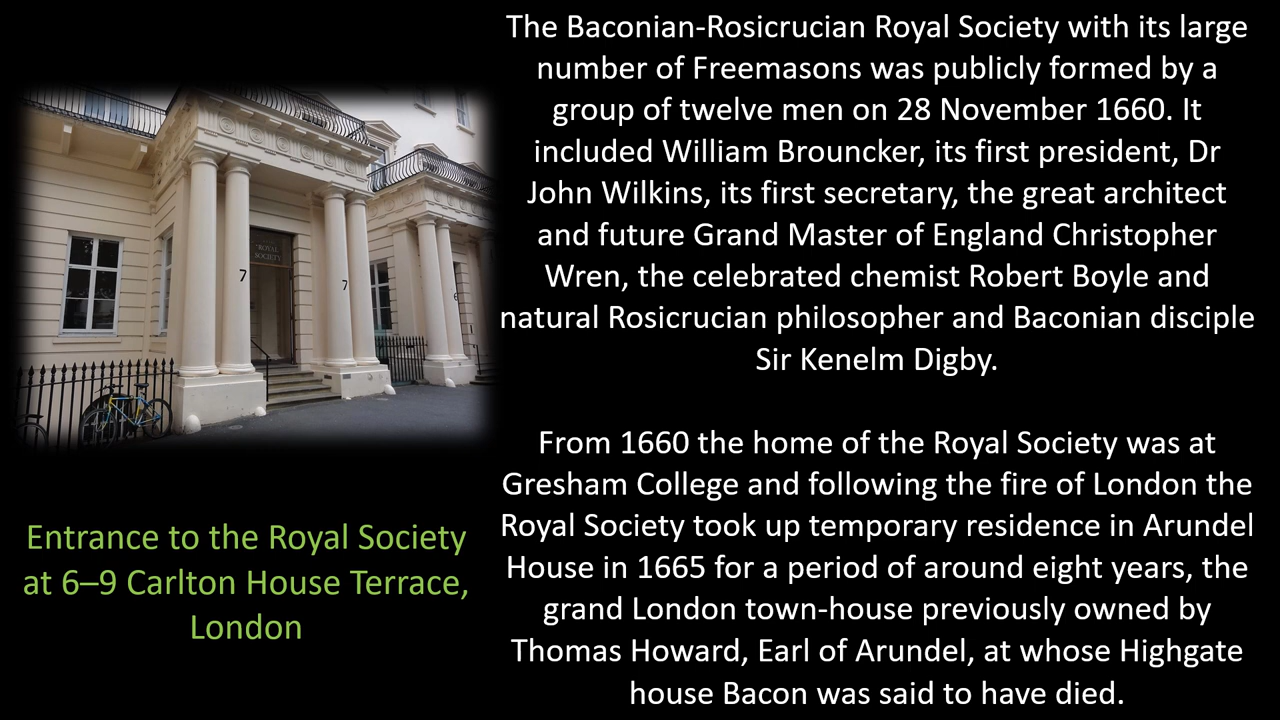 The Baconian-Rosicrucian Royal Society with its large
number of Freemasons was publicly formed by a
group of twelve men on 28 November 1660. It
included William Brouncker, its first president, Dr
John Wilkins, its first secretary, the great architect
and future Grand Master of England Christopher
Wren, the celebrated chemist Robert Boyle and
natural Rosicrucian philosopher and Baconian disciple
Sir Kenelm Digby.
From 1660 the home of the Royal Society was at
Gresham College and following the fire of London the
Royal Society took up temporary residence in Arundel
House in 1665 for a period of around eight years, the
grand London town-house previously owned by
Thomas Howard, Earl of Arundel, at whose Highgate
house Bacon was said to have died.
THE ROYAL
SOCIETY
7
7
6
Entrance to the Royal Society
at 6–9 Carlton House Terrace,
London